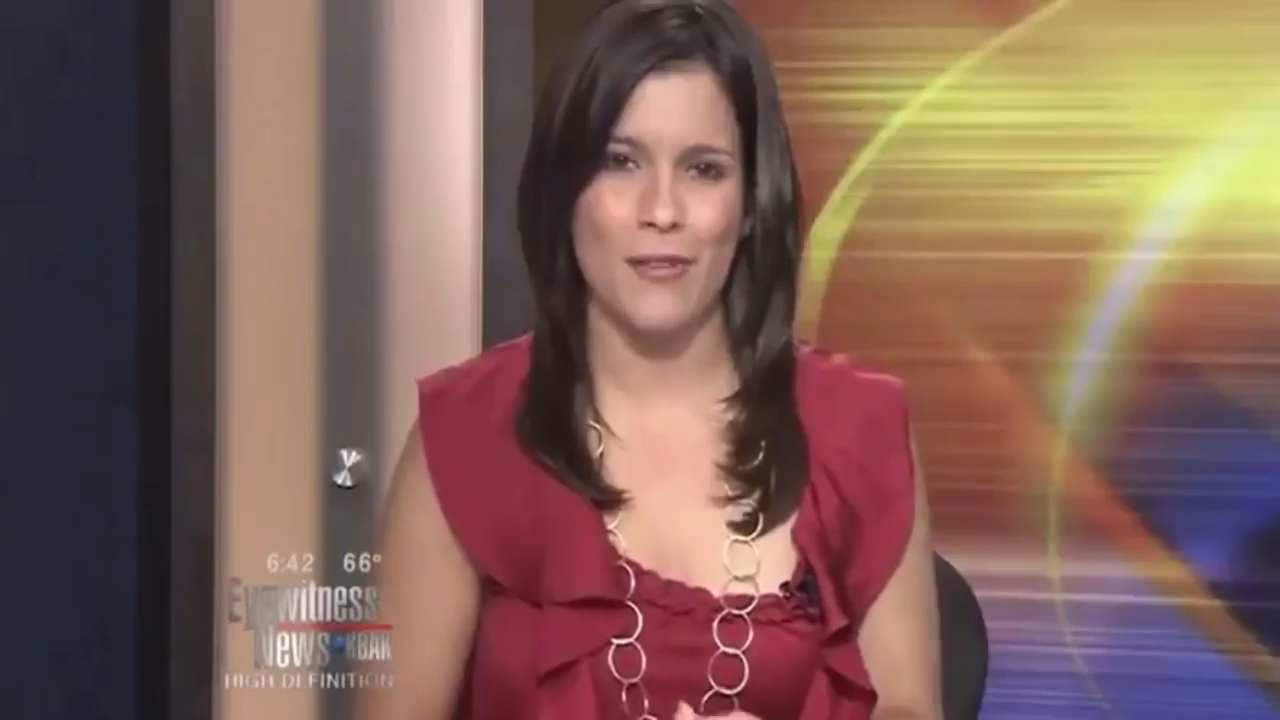 6:42 66°
Eyewitness
News KBAK
HIGH DEFINITION